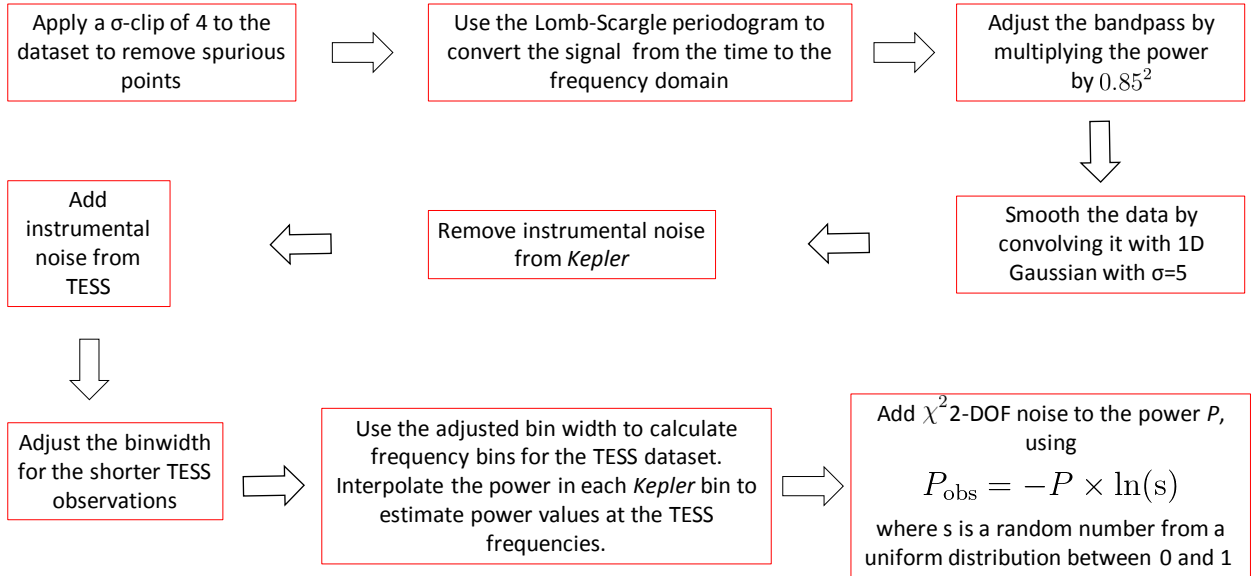 Apply a σ-clip of 4 to the
dataset to remove spurious
points
Use the Lomb-Scargle periodogram to
convert the signal from the time to the
frequency domain
Adjust the bandpass by
multiplying the power
by 0.85²
Smooth the data by
convolving it with 1D
Gaussian with σ=5
Remove instrumental noise
from Kepler
Add
instrumental
noise from
TESS
Adjust the binwidth
for the shorter TESS
observations
Use the adjusted bin width to calculate
frequency bins for the TESS dataset.
Interpolate the power in each Kepler bin to
estimate power values at the TESS
frequencies.
Add χ² 2-DOF noise to the power P,
using
P_obs = −P × ln(s)
where s is a random number from a
uniform distribution between 0 and 1